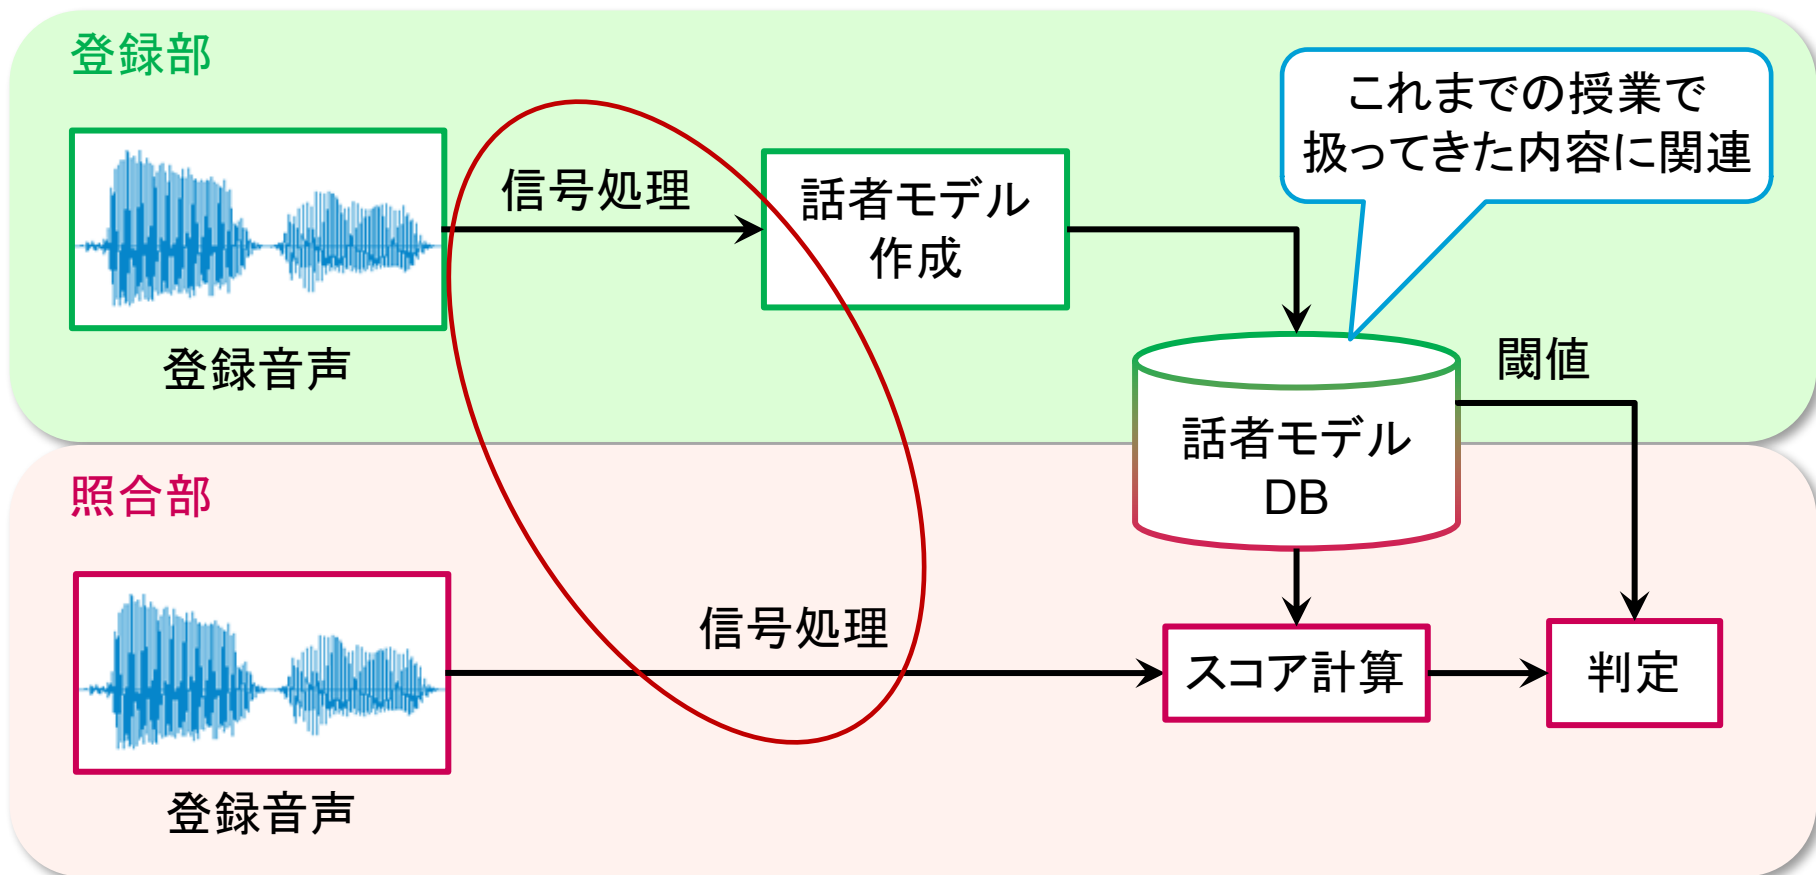 登録部
これまでの授業で
扱ってきた内容に関連
信号処理
話者モデル
作成
登録音声
閾値
話者モデル
DB
照合部
信号処理
スコア計算
判定
登録音声